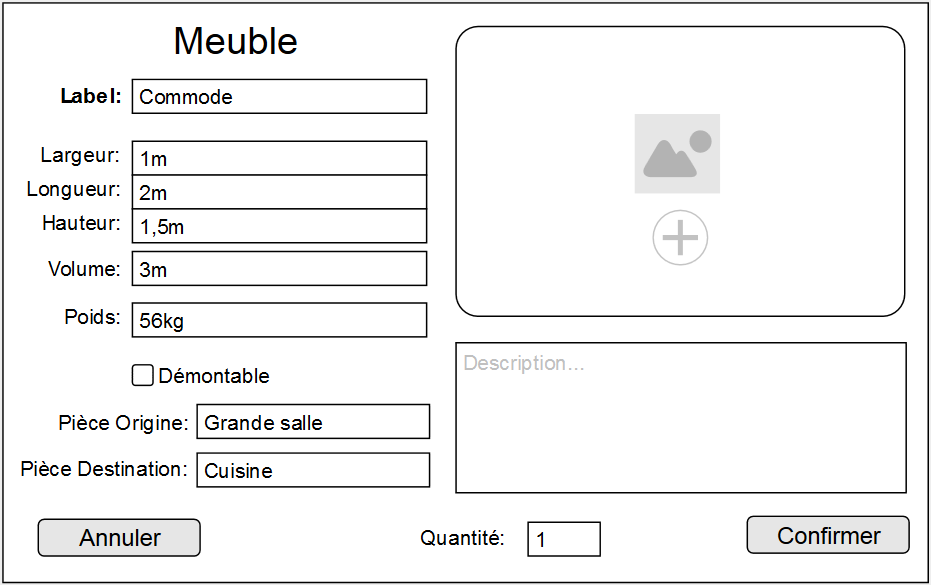 Meuble
Label: Commode
Largeur: 1m
Longueur: 2m
Hauteur: 1,5m
Volume: 3m
Poids: 56kg
Démontable
Pièce Origine: Grande salle
Pièce Destination: Cuisine
Description...
Annuler
Quantité: 1
Confirmer